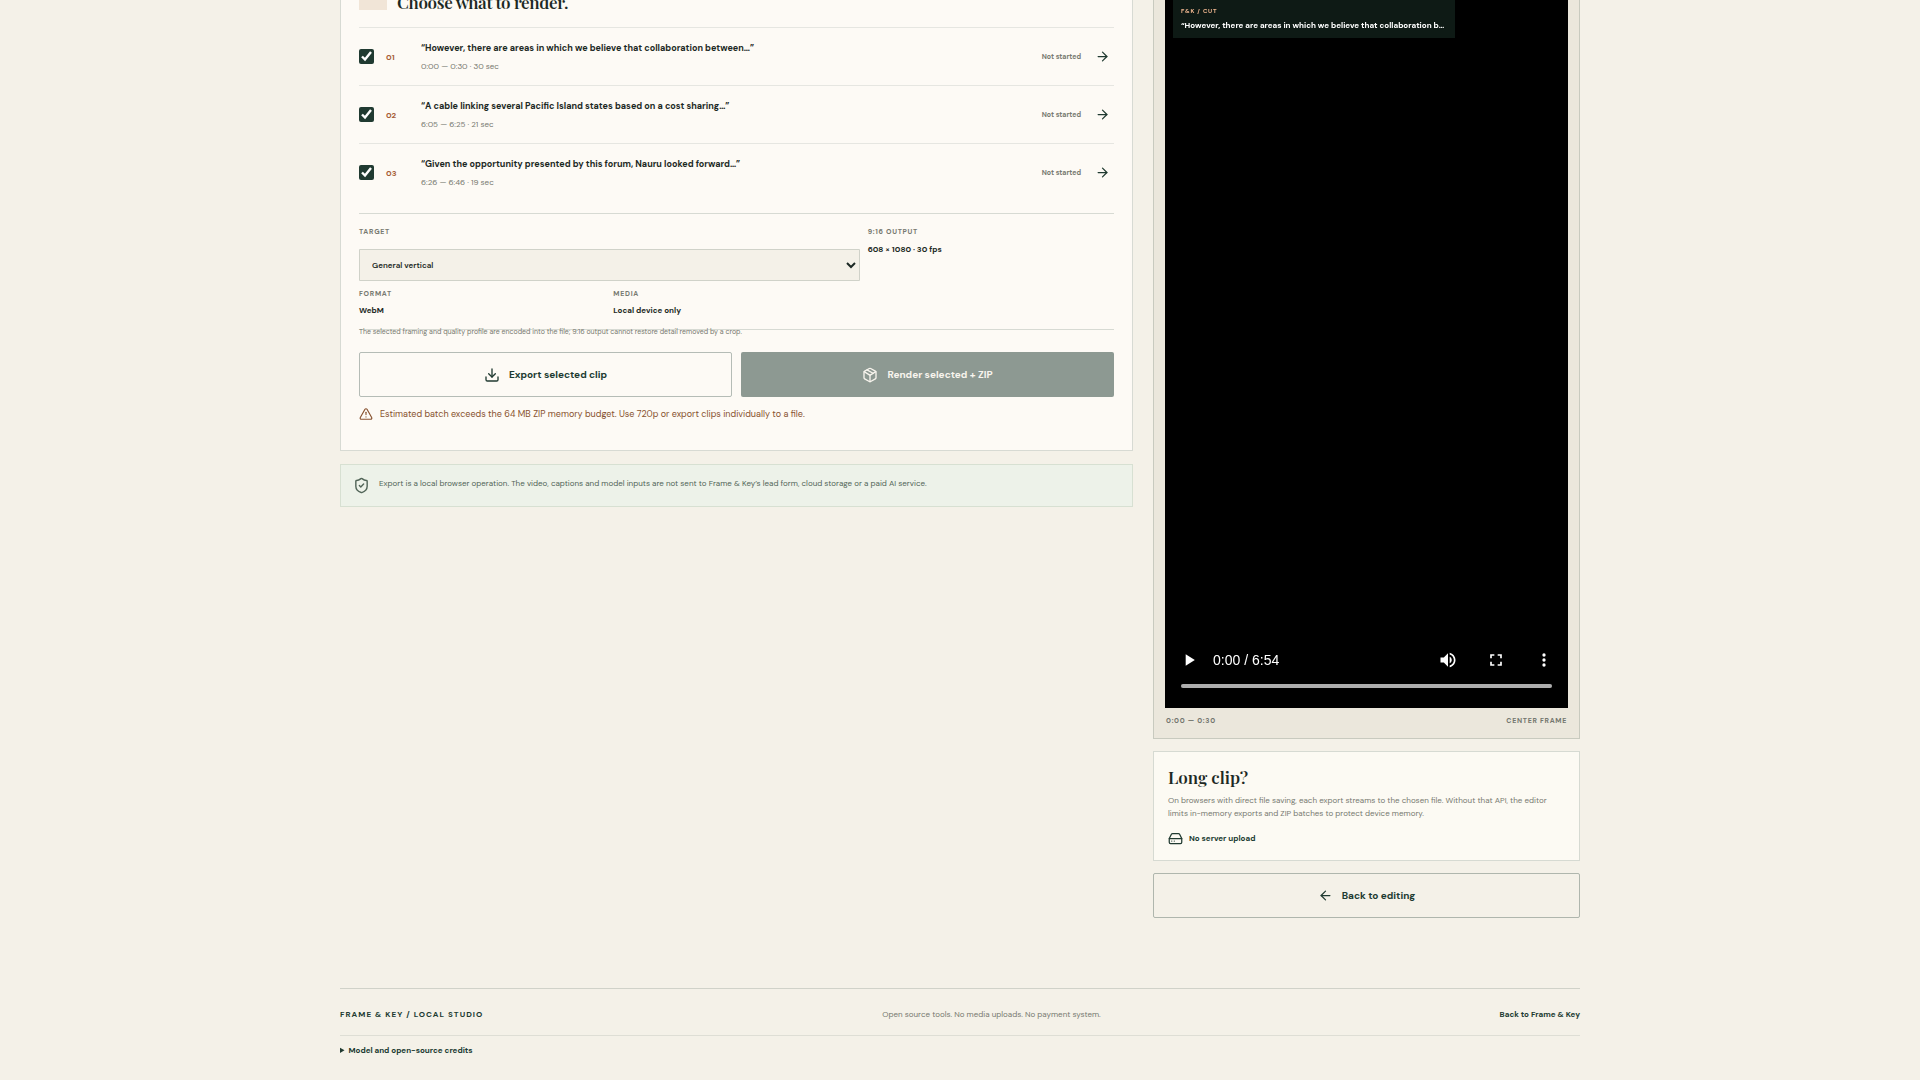 Choose what to render.
01
“However, there are areas in which we believe that collaboration between...”
0:00 — 0:30 · 30 sec
Not started
02
“A cable linking several Pacific Island states based on a cost sharing...”
6:05 — 6:25 · 21 sec
Not started
03
“Given the opportunity presented by this forum, Nauru looked forward...”
6:26 — 6:46 · 19 sec
Not started
TARGET
General vertical
9:16 OUTPUT
608 × 1080 · 30 fps
FORMAT
WebM
MEDIA
Local device only
The selected framing and quality profile are encoded into the file; 9:16 output cannot restore detail removed by a crop.
Export selected clip
Render selected + ZIP
Estimated batch exceeds the 64 MB ZIP memory budget. Use 720p or export clips individually to a file.
Export is a local browser operation. The video, captions and model inputs are not sent to Frame & Key's lead form, cloud storage or a paid AI service.
F&K / CUT
“However, there are areas in which we believe that collaboration b...
0:00 / 6:54
0:00 — 0:30
CENTER FRAME
Long clip?
On browsers with direct file saving, each export streams to the chosen file. Without that API, the editor
limits in-memory exports and ZIP batches to protect device memory.
No server upload
Back to editing
FRAME & KEY / LOCAL STUDIO
Open source tools. No media uploads. No payment system.
Back to Frame & Key
Model and open-source credits